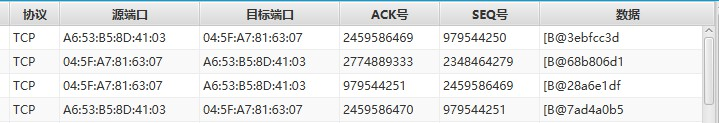 协议 源端口 目标端口 ACK号 SEQ号 数据
TCP A6:53:B5:8D:41:03 04:5F:A7:81:63:07 2459586469 979544250 [B@3ebfcc3d
TCP 04:5F:A7:81:63:07 A6:53:B5:8D:41:03 2774889333 2348464279 [B@68b806d1
TCP 04:5F:A7:81:63:07 A6:53:B5:8D:41:03 979544251 2459586469 [B@28a6e1df
TCP A6:53:B5:8D:41:03 04:5F:A7:81:63:07 2459586470 979544251 [B@7ad4a0b5